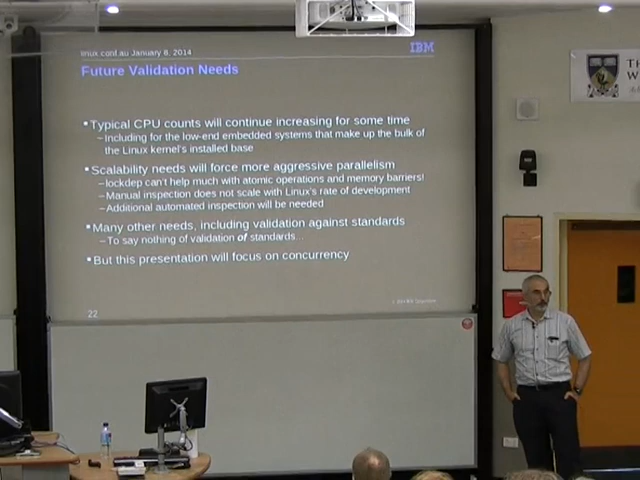 linux.conf.au January 8, 2014
IBM
Future Validation Needs
▪Typical CPU counts will continue increasing for some time
–Including for the low-end embedded systems that make up the bulk of
the Linux kernel's installed base
▪Scalability needs will force more aggressive parallelism
–lockdep can't help much with atomic operations and memory barriers!
–Manual inspection does not scale with Linux's rate of development
–Additional automated inspection will be needed
▪Many other needs, including validation against standards
–To say nothing of validation of standards...
▪But this presentation will focus on concurrency
22